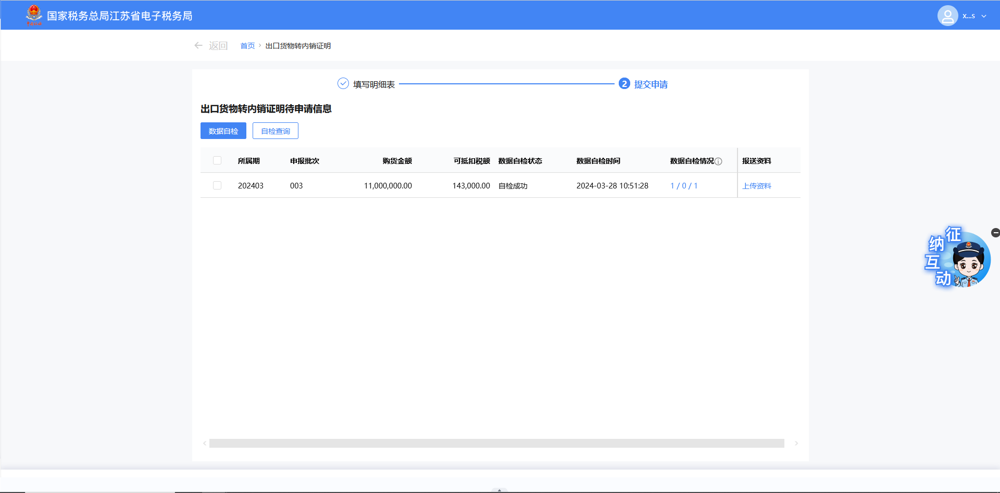 国家税务总局江苏省电子税务局
x...s
返回 首页 > 出口货物转内销证明
填写明细表
2 提交申请
出口货物转内销证明待申请信息
数据自检 自检查询
所属期 申报批次 购货金额 可抵扣税额 数据自检状态 数据自检时间 数据自检情况 报送资料
202403 003 11,000,000.00 143,000.00 自检成功 2024-03-28 10:51:28 1 / 0 / 1 上传资料
征纳互动